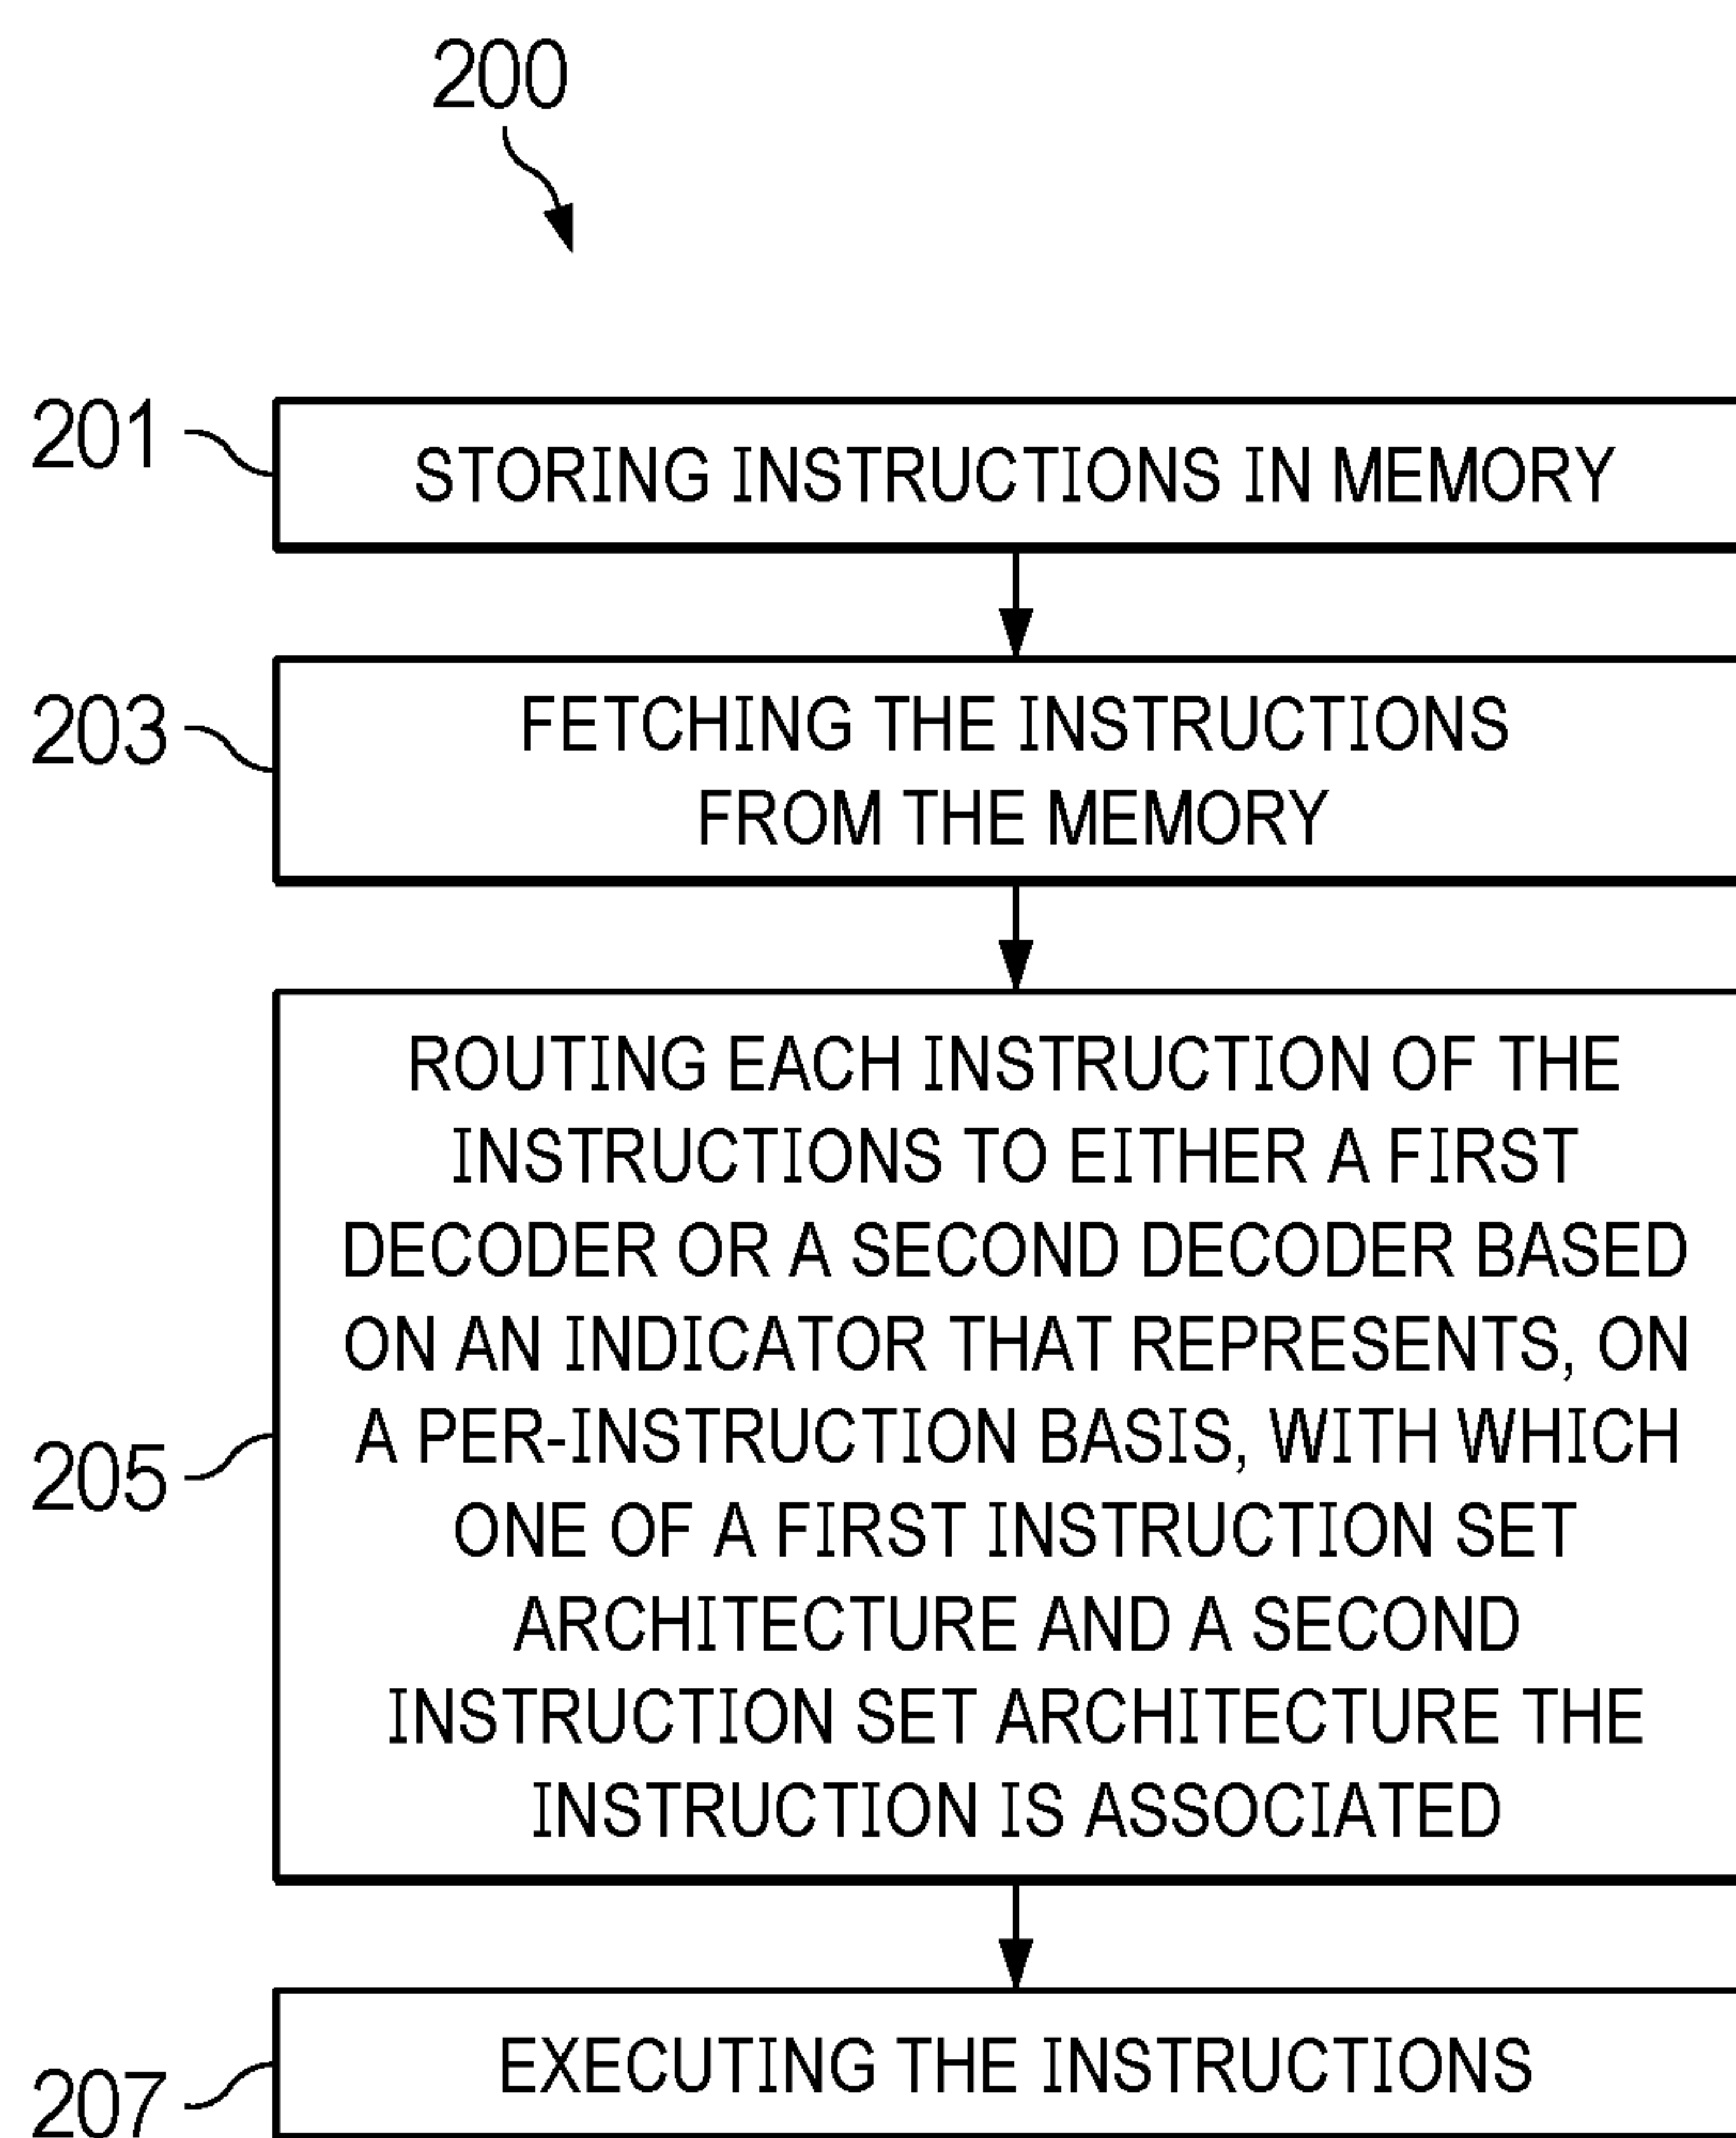 200
201
STORING INSTRUCTIONS IN MEMORY
203
FETCHING THE INSTRUCTIONS
FROM THE MEMORY
205
ROUTING EACH INSTRUCTION OF THE
INSTRUCTIONS TO EITHER A FIRST
DECODER OR A SECOND DECODER BASED
ON AN INDICATOR THAT REPRESENTS, ON
A PER-INSTRUCTION BASIS, WITH WHICH
ONE OF A FIRST INSTRUCTION SET
ARCHITECTURE AND A SECOND
INSTRUCTION SET ARCHITECTURE THE
INSTRUCTION IS ASSOCIATED
207
EXECUTING THE INSTRUCTIONS